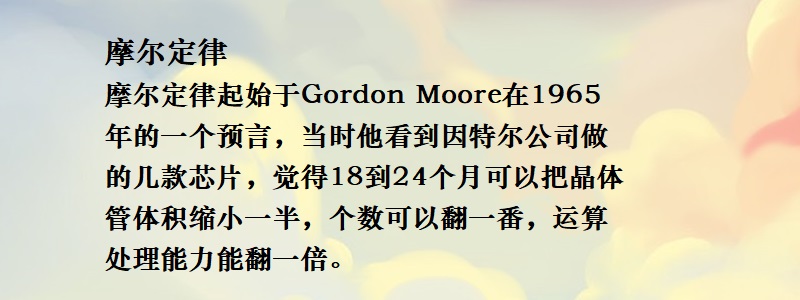 摩尔定律
摩尔定律起始于Gordon Moore在1965
年的一个预言，当时他看到因特尔公司做
的几款芯片，觉得18到24个月可以把晶体
管体积缩小一半，个数可以翻一番，运算
处理能力能翻一倍。